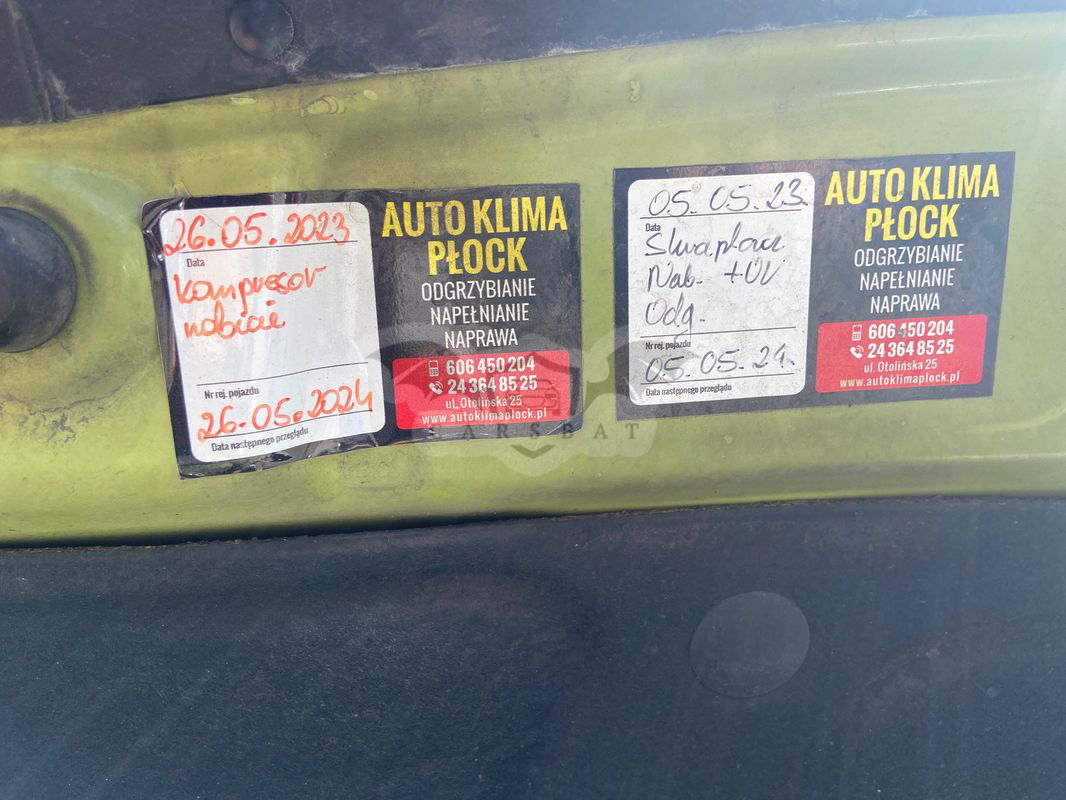 26.05.2023
Data
Kompresor
nabicie
Nr rej. pojazdu
26.05.2024
Data następnego przeglądu
AUTO KLIMA
PŁOCK
ODGRZYBIANIE
NAPEŁNIANIE
NAPRAWA
606 450 204
24 364 85 25
ul. Otolińska 25
www.autoklimaplock.pl
05.05.23.
Data
Nab. +UV
Odg.
Nr rej. pojazdu
05.05.24.
Data następnego przeglądu
AUTO KLIMA
PŁOCK
ODGRZYBIANIE
NAPEŁNIANIE
NAPRAWA
606 450 204
24 364 85 25
ul. Otolińska 25
www.autoklimaplock.pl
CARSBAT